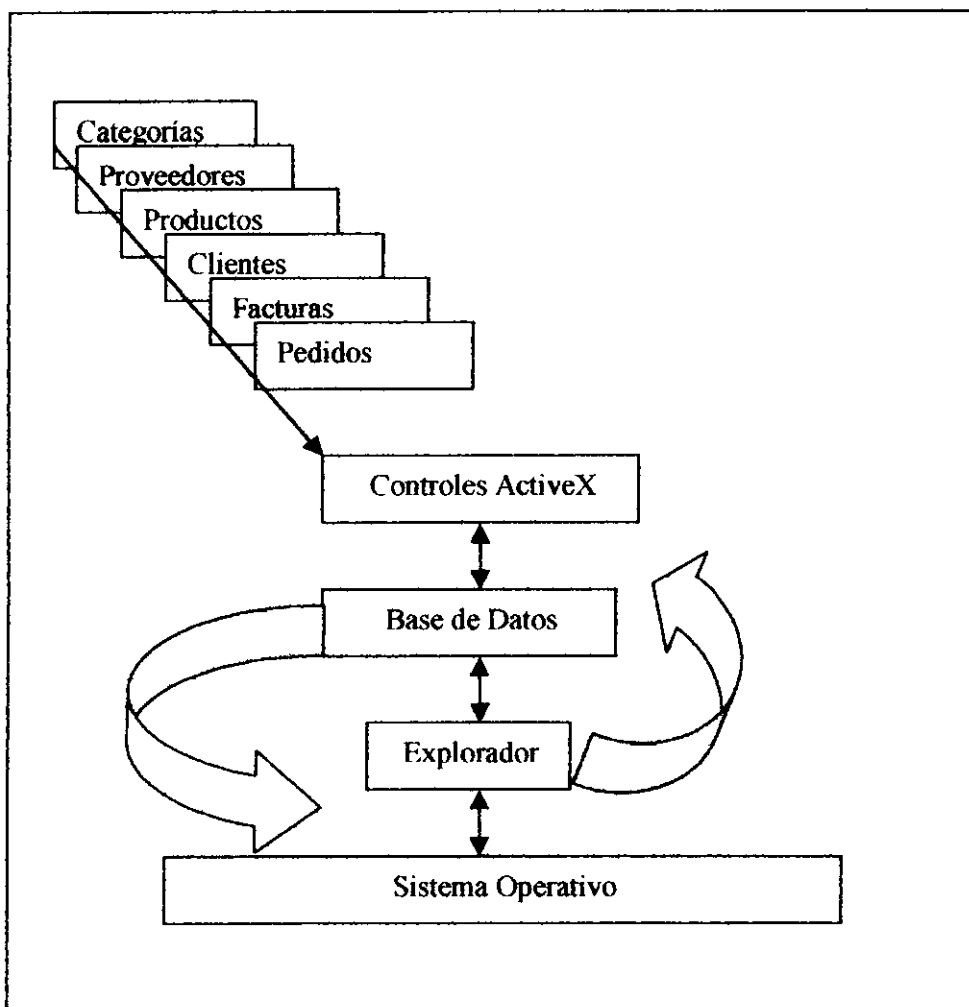 Categorías
Proveedores
Productos
Clientes
Facturas
Pedidos
Controles ActiveX
Base de Datos
Explorador
Sistema Operativo